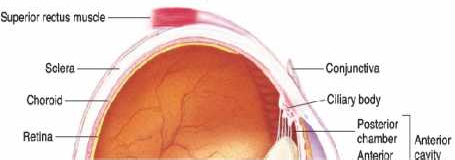 Superior rectus muscle
Sclera
Conjunctiva
Choroid
Ciliary body
Retina
Posterior
chamber
Anterior
Anterior
cavity